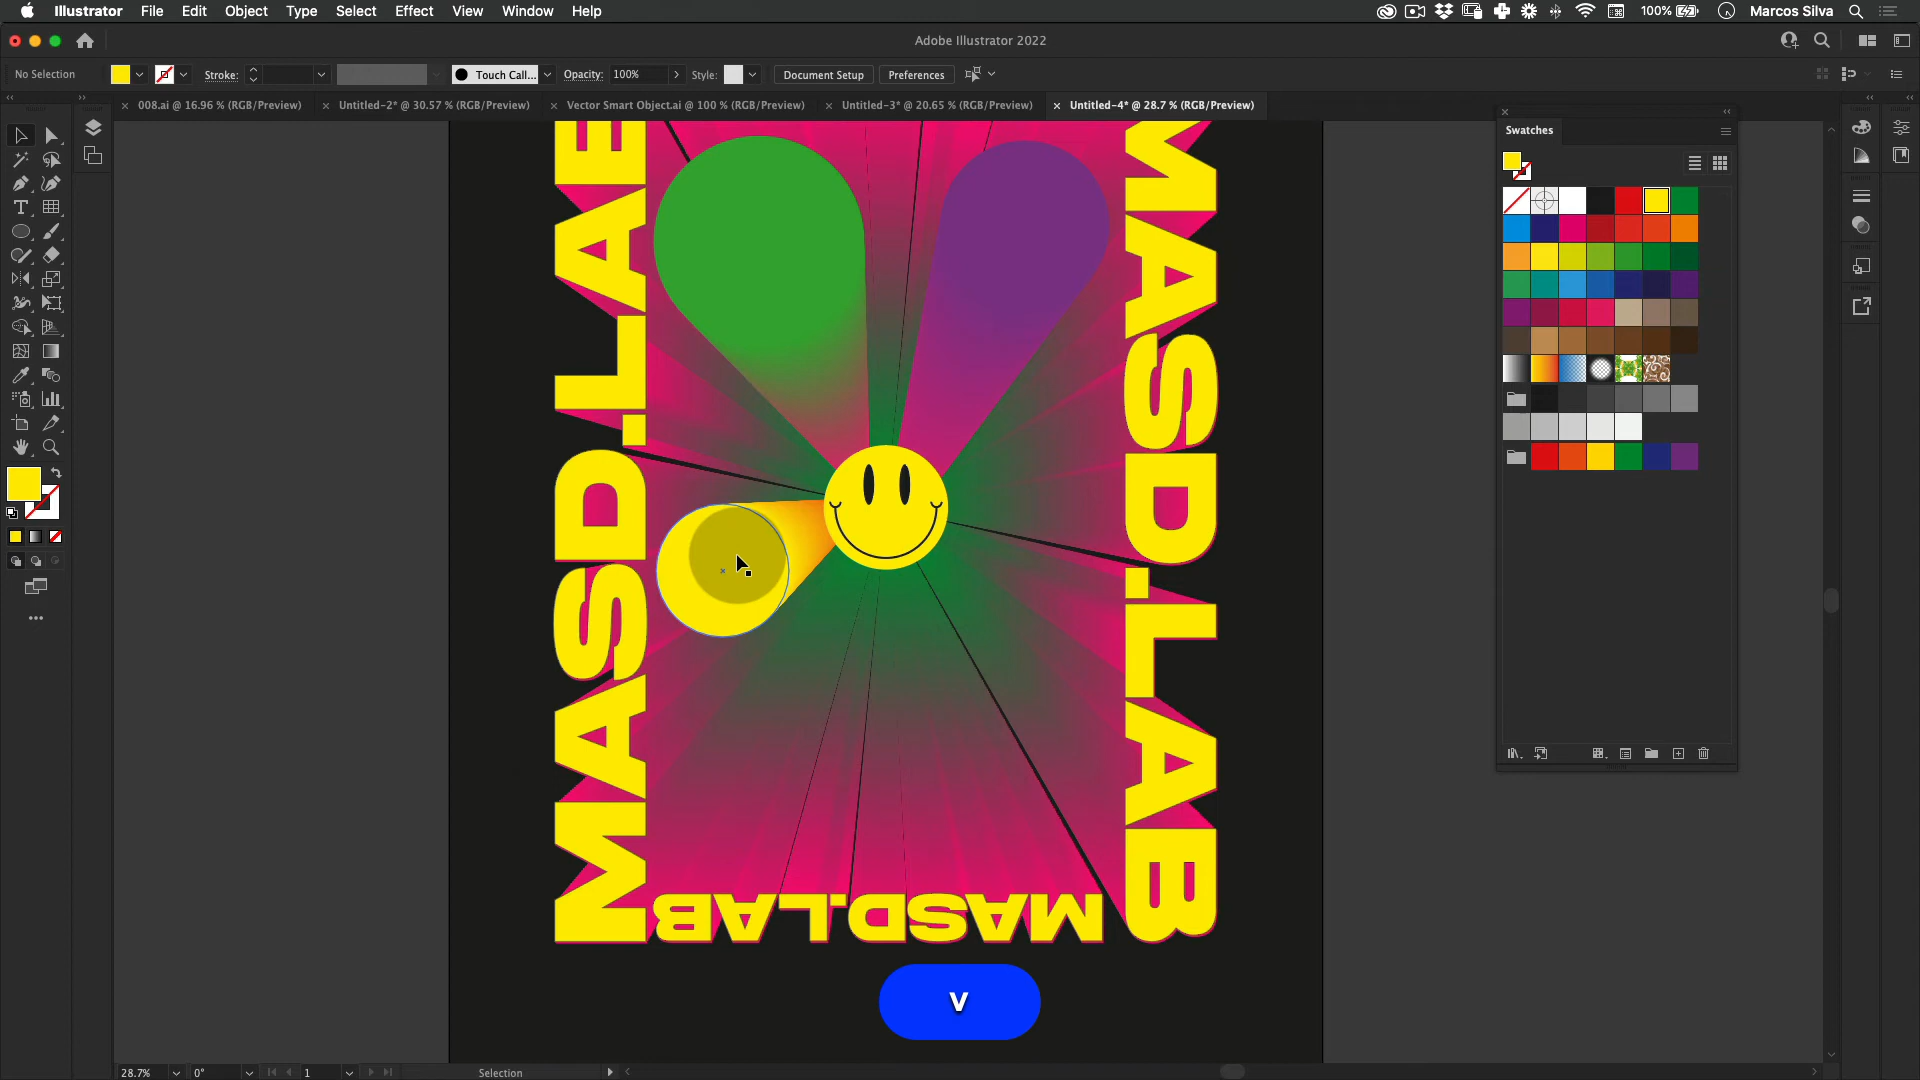 Illustrator File Edit Object Type Select Effect View Window Help
100% Marcos Silva
Adobe Illustrator 2022
No Selection Stroke: Touch Call... Opacity: 100% Style: Document Setup Preferences
008.ai @ 16.96 % (RGB/Preview) Untitled-2* @ 30.57 % (RGB/Preview) Vector Smart Object.ai @ 100 % (RGB/Preview) Untitled-3* @ 20.65 % (RGB/Preview) Untitled-4* @ 28.7 % (RGB/Preview)
Swatches
MASD.LAB
MASD.LAB
MASD.LAB
V
28.7% 0° 1 Selection